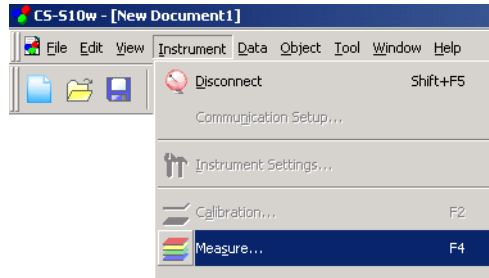 CS-S10w - [New Document1]
File Edit View Instrument Data Object Tool Window Help
Disconnect Shift+F5
Communication Setup...
Instrument Settings...
Calibration... F2
Measure... F4